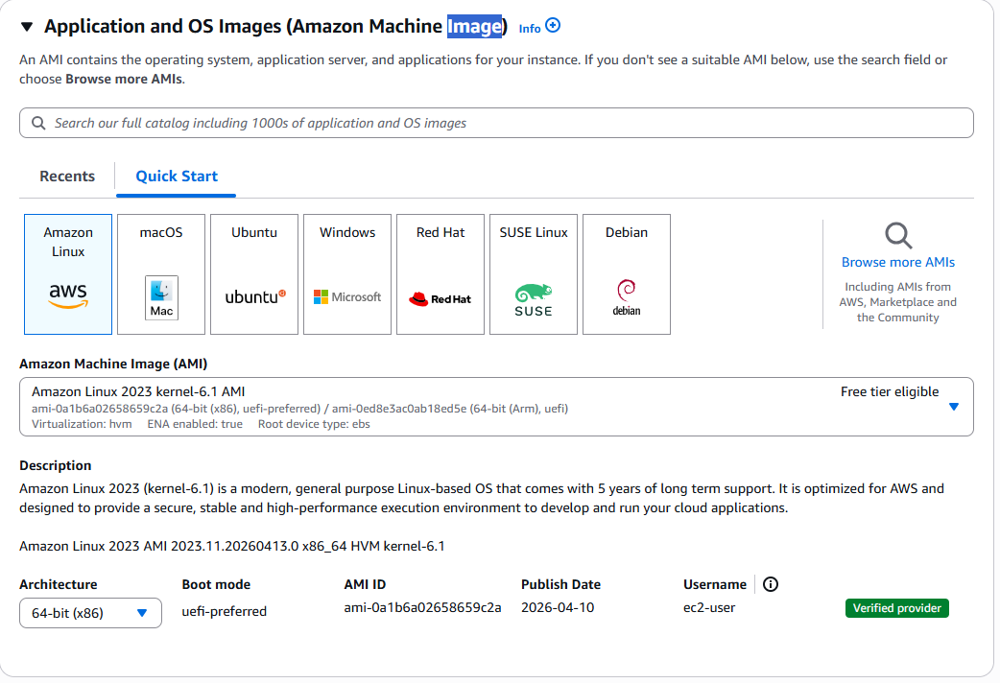 Application and OS Images (Amazon Machine Image) Info
An AMI contains the operating system, application server, and applications for your instance. If you don't see a suitable AMI below, use the search field or
choose Browse more AMIs.
Search our full catalog including 1000s of application and OS images
Recents
Quick Start
Amazon
Linux
aws
macOS
Mac
Ubuntu
ubuntu
Windows
Microsoft
Red Hat
Red Hat
SUSE Linux
SUSE
Debian
debian
Browse more AMIs
Including AMIs from
AWS, Marketplace and
the Community
Amazon Machine Image (AMI)
Amazon Linux 2023 kernel-6.1 AMI
Free tier eligible
ami-0a1b6a02658659c2a (64-bit (x86), uefi-preferred) / ami-0ed8e3ac0ab18ed5e (64-bit (Arm), uefi)
Virtualization: hvm ENA enabled: true Root device type: ebs
Description
Amazon Linux 2023 (kernel-6.1) is a modern, general purpose Linux-based OS that comes with 5 years of long term support. It is optimized for AWS and
designed to provide a secure, stable and high-performance execution environment to develop and run your cloud applications.
Amazon Linux 2023 AMI 2023.11.20260413.0 x86_64 HVM kernel-6.1
Architecture
64-bit (x86)
Boot mode
uefi-preferred
AMI ID
ami-0a1b6a02658659c2a
Publish Date
2026-04-10
Username
ec2-user
Verified provider